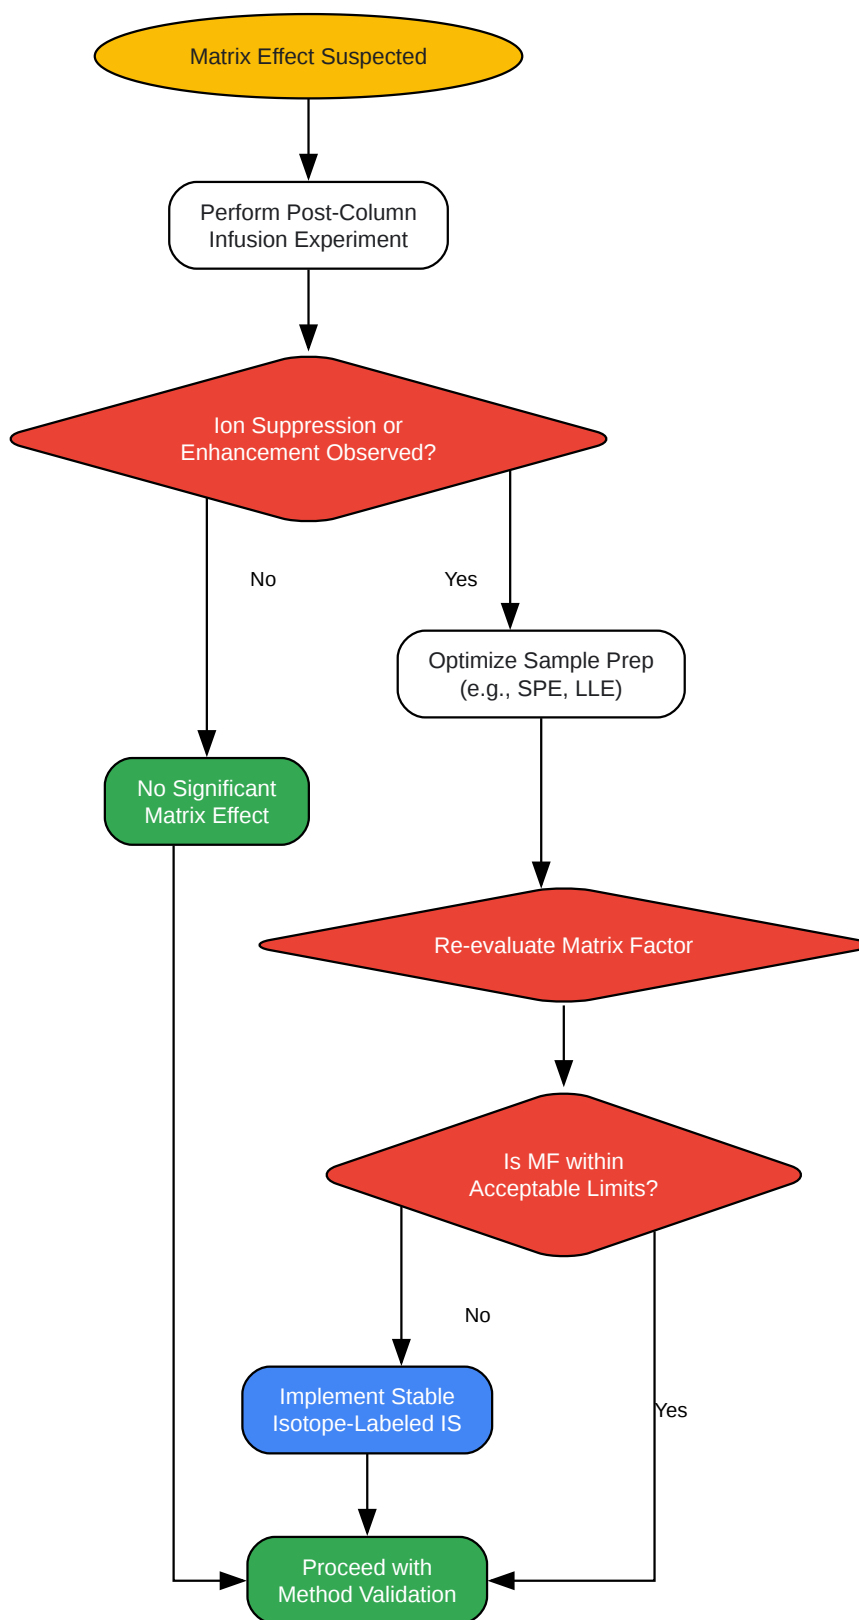 Matrix Effect Suspected
Perform Post-Column
Infusion Experiment
Ion Suppression or
Enhancement Observed?
No
Yes
Optimize Sample Prep
(e.g., SPE, LLE)
No Significant
Matrix Effect
Re-evaluate Matrix Factor
Is MF within
Acceptable Limits?
No
Implement Stable
Isotope-Labeled IS
Yes
Proceed with
Method Validation